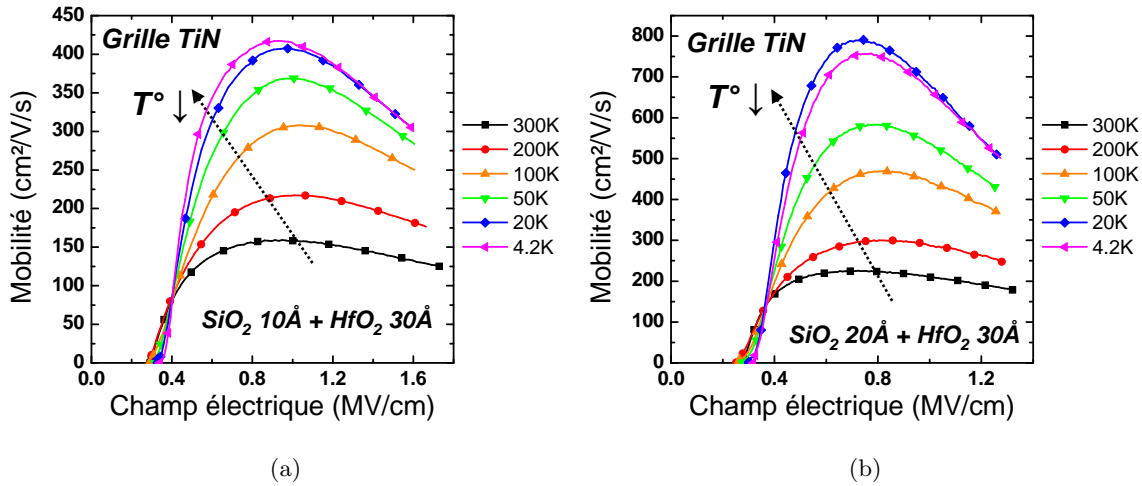 Grille TiN
T° ↓
SiO2 10Å + HfO2 30Å
Mobilité (cm²/V/s)
450
400
350
300
250
200
150
100
50
0
0.0 0.4 0.8 1.2 1.6
Champ électrique (MV/cm)
300K
200K
100K
50K
20K
4.2K
(a)
Grille TiN
T° ↓
SiO2 20Å + HfO2 30Å
Mobilité (cm²/V/s)
800
700
600
500
400
300
200
100
0
0.0 0.4 0.8 1.2
Champ électrique (MV/cm)
300K
200K
100K
50K
20K
4.2K
(b)